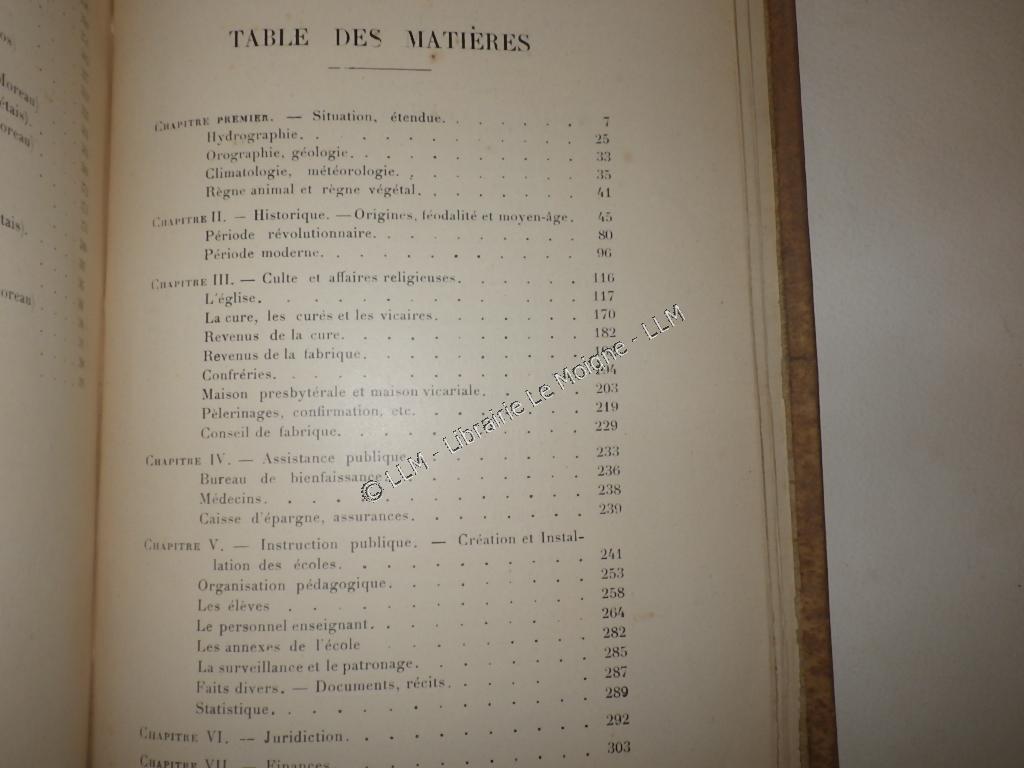 TABLE DES MATIÈRES
CHAPITRE PREMIER. — Situation, étendue. . . . . . . 7
Hydrographie. . . . . . . . . . 25
Orographie, géologie. . . . . . . . 33
Climatologie, météorologie. . . . . . . 35
Règne animal et règne végétal. . . . . . 41
CHAPITRE II. — Historique. — Origines, féodalité et moyen-âge. 45
Période révolutionnaire. . . . . . . . 80
Période moderne. . . . . . . . . 96
CHAPITRE III. — Culte et affaires religieuses. . . . . . 116
L'église. . . . . . . . . . . 117
La cure, les curés et les vicaires. . . . . . 170
Revenus de la cure. . . . . . . . . 182
Revenus de la fabrique. . . . . . . .
Confréries. . . . . . . . . .
Maison presbytérale et maison vicariale. . . . . 203
Pèlerinages, confirmation, etc. . . . . . . 219
Conseil de fabrique. . . . . . . . . 229
CHAPITRE IV. — Assistance publique. . . . . . . 233
Bureau de bienfaisance. . . . . . . . 236
Médecins. . . . . . . . . . . 238
Caisse d'épargne, assurances. . . . . . . 239
CHAPITRE V. — Instruction publique. — Création et Instal-
lation des écoles. . . . . . . . . . 241
Organisation pédagogique. . . . . . . . 253
Les élèves . . . . . . . . . . 258
Le personnel enseignant. . . . . . . . 264
Les annexes de l'école . . . . . . . 282
La surveillance et le patronage. . . . . . 285
Faits divers. — Documents, récits. . . . . . 287
Statistique. . . . . . . . . . . 289
CHAPITRE VI. — Juridiction. . . . . . . . . 292
CHAPITRE VII. — Finances. . . . . . . . . 303
© LLM - Librairie Le Moigne - LLM